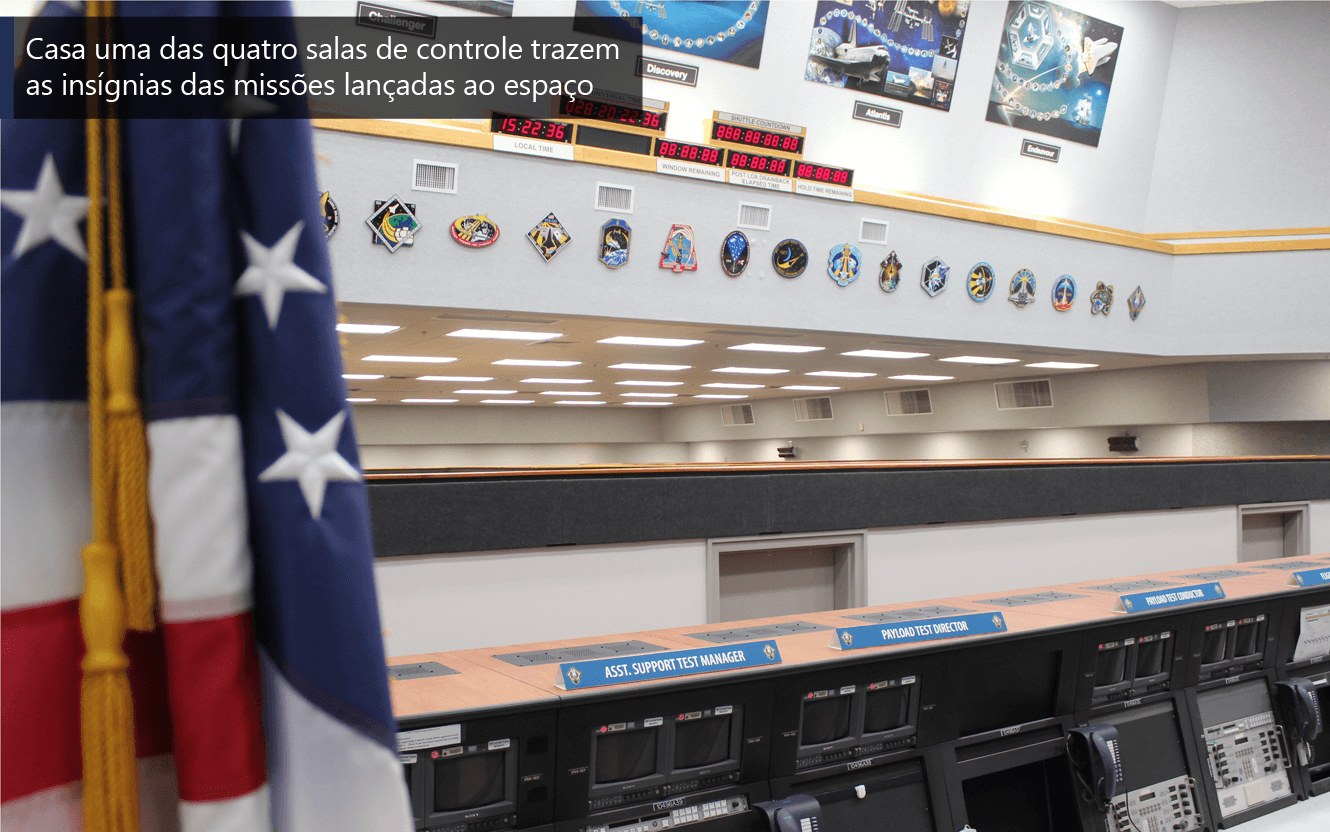 Casa uma das quatro salas de controle trazem
as insígnias das missões lançadas ao espaço
Challenger
Discovery
Atlantis
Endeavour
15:22:36
LOCAL TIME
SHUTTLE COUNTDOWN
888:88:88:88
88:88:88
WINDOW REMAINING
88:88:88
POST LOX DRAINBACK
ELAPSED TIME
88:88:88
HOLD TIME REMAINING
ASST. SUPPORT TEST MANAGER
PAYLOAD TEST DIRECTOR
PAYLOAD TEST CONDUCTOR